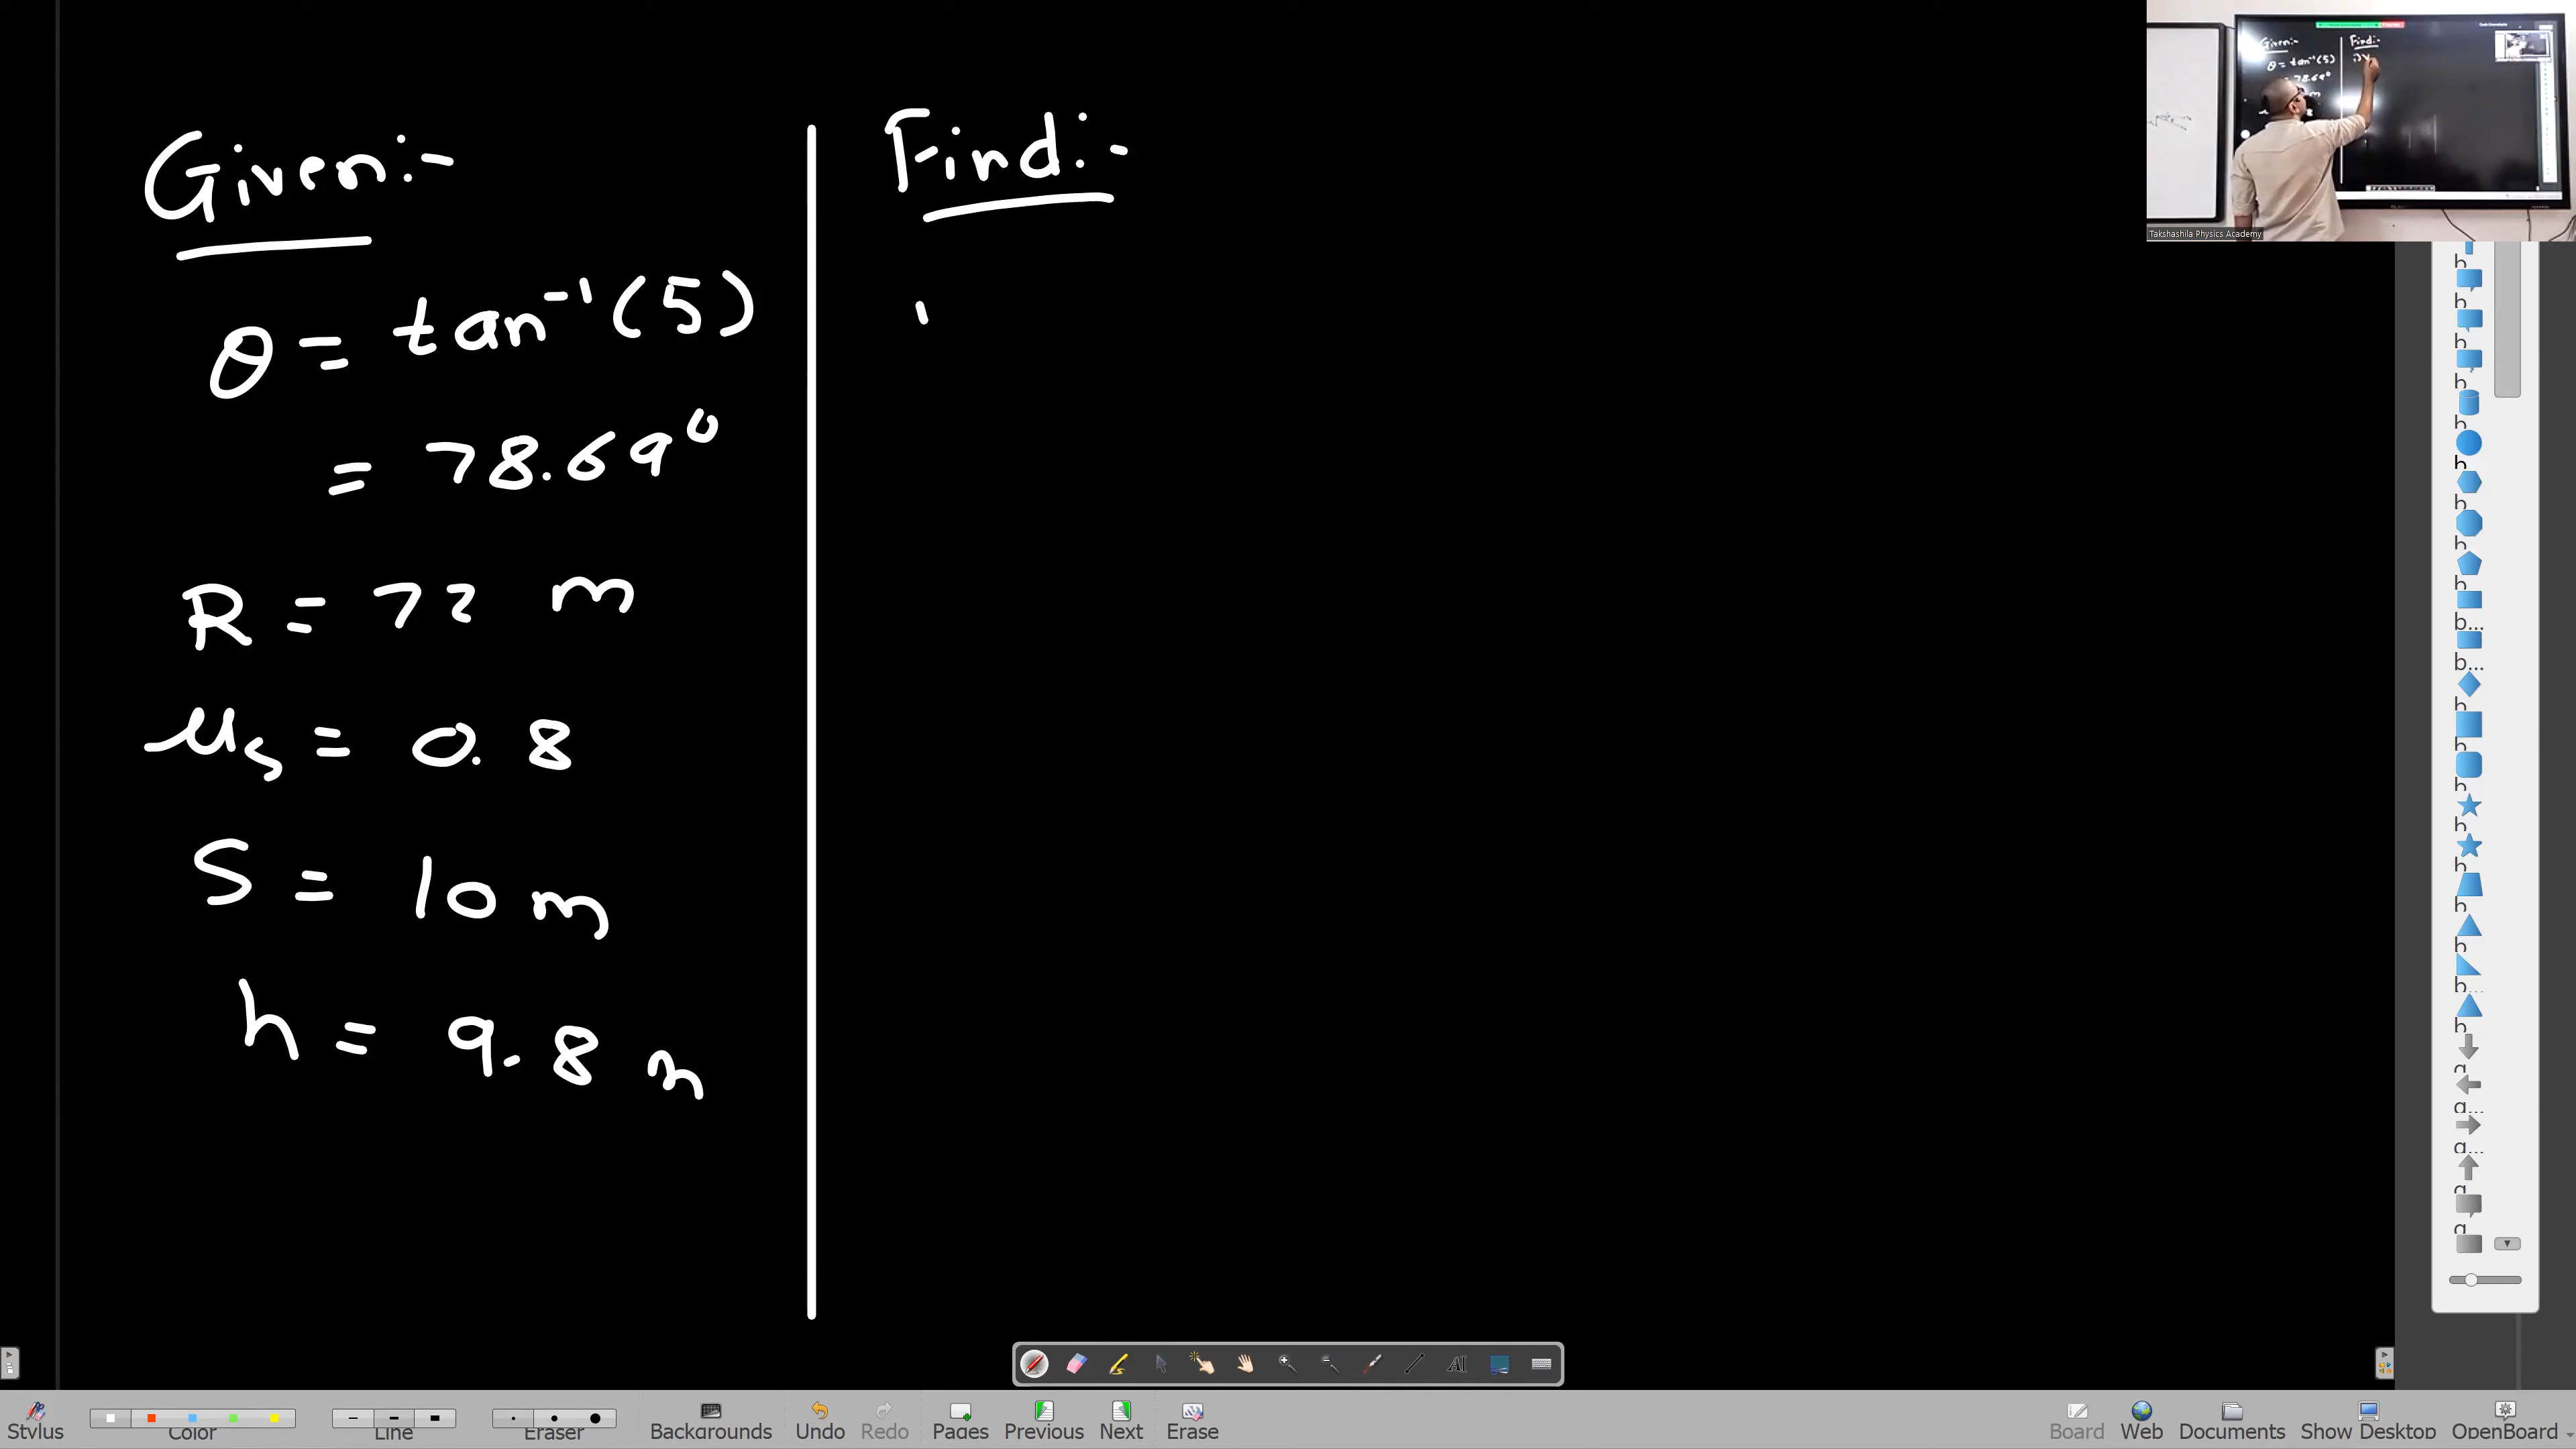 Given:-
θ = tan⁻¹(5)
= 78.69°
R = 72 m
μs = 0.8
S = 10 m
h = 9.8 m
Find:-
Takshashila Physics Academy
b
b
b
b
b
b
b
b
b
b...
b...
b
b
b
b
b
b
b
b...
b
a
a...
a...
a
a
Stylus
Color
Line
Eraser
Backgrounds
Undo
Redo
Pages
Previous
Next
Erase
Board
Web
Documents
Show Desktop
OpenBoard